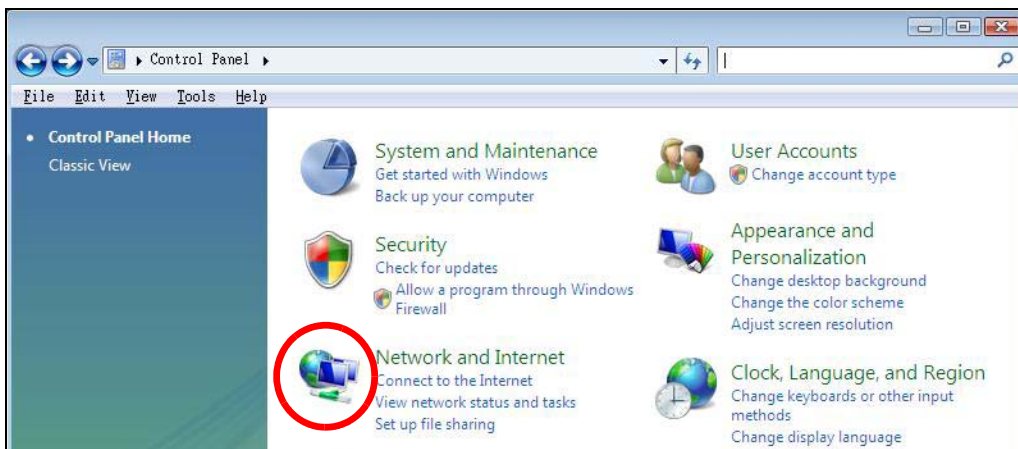 Control Panel
File Edit View Tools Help
Control Panel Home
Classic View
System and Maintenance
Get started with Windows
Back up your computer
Security
Check for updates
Allow a program through Windows
Firewall
Network and Internet
Connect to the Internet
View network status and tasks
Set up file sharing
User Accounts
Change account type
Appearance and
Personalization
Change desktop background
Change the color scheme
Adjust screen resolution
Clock, Language, and Region
Change keyboards or other input
methods
Change display language